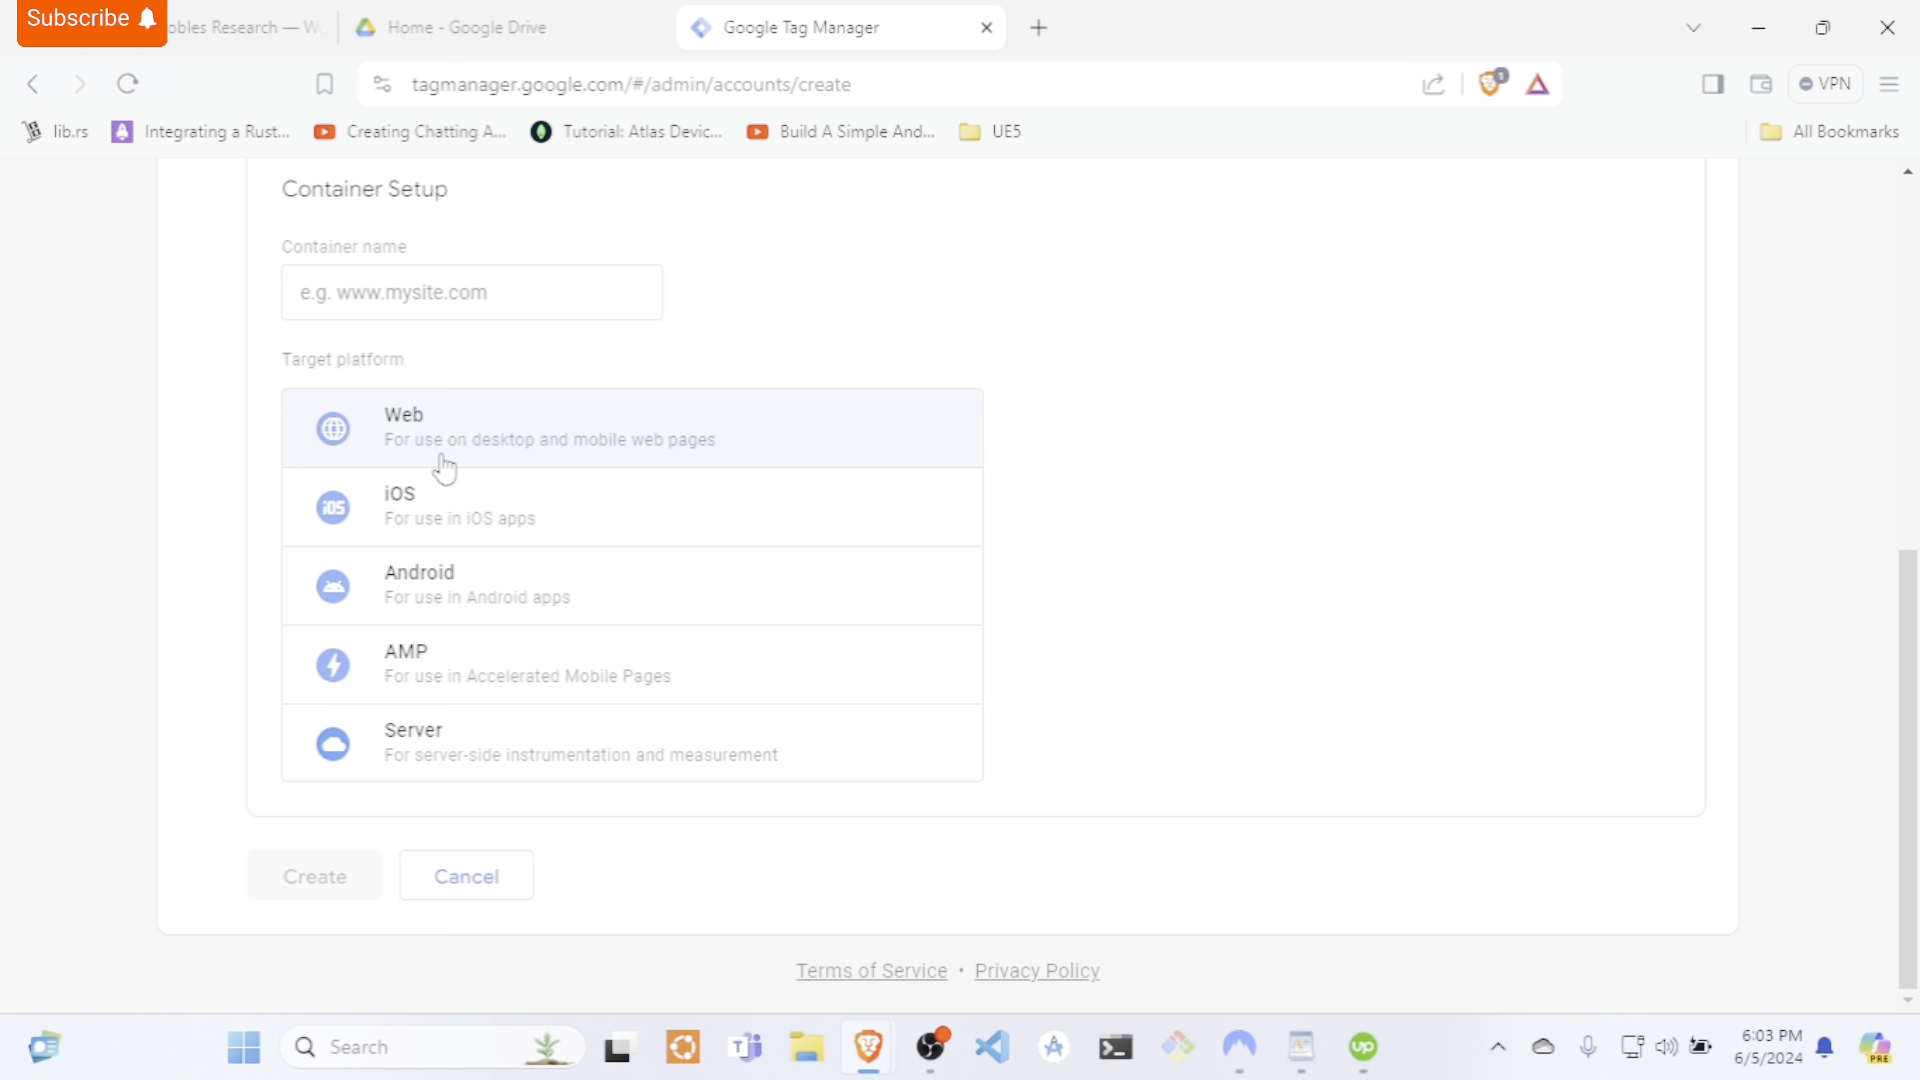 Subscribe
obles Research — W
Home - Google Drive
Google Tag Manager
tagmanager.google.com/#/admin/accounts/create
1
VPN
lib.rs
Integrating a Rust...
Creating Chatting A...
Tutorial: Atlas Devic...
Build A Simple And...
UE5
All Bookmarks
Container Setup
Container name
e.g. www.mysite.com
Target platform
Web
For use on desktop and mobile web pages
iOS
iOS
For use in iOS apps
Android
For use in Android apps
AMP
For use in Accelerated Mobile Pages
Server
For server-side instrumentation and measurement
Create
Cancel
Terms of Service • Privacy Policy
Search
up
6:03 PM
6/5/2024
PRE